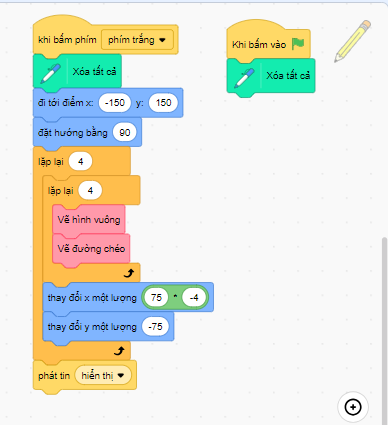 khi bấm phím phím trắng
Xóa tất cả
đi tới điểm x: -150 y: 150
đặt hướng bằng 90
lặp lại 4
lặp lại 4
Vẽ hình vuông
Vẽ đường chéo
thay đổi x một lượng 75 * -4
thay đổi y một lượng -75
phát tin hiển thị
Khi bấm vào
Xóa tất cả